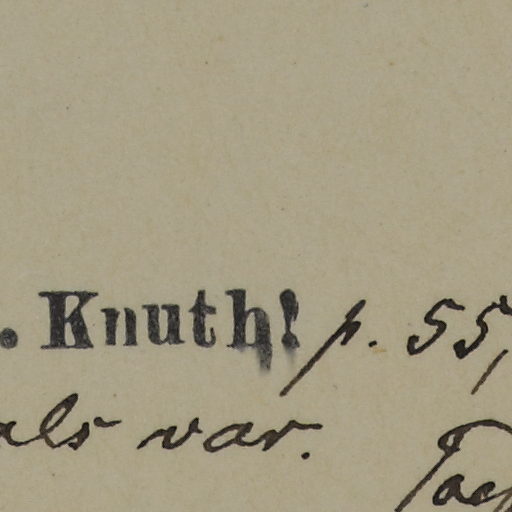 . Knuth! p. 55,
als var.